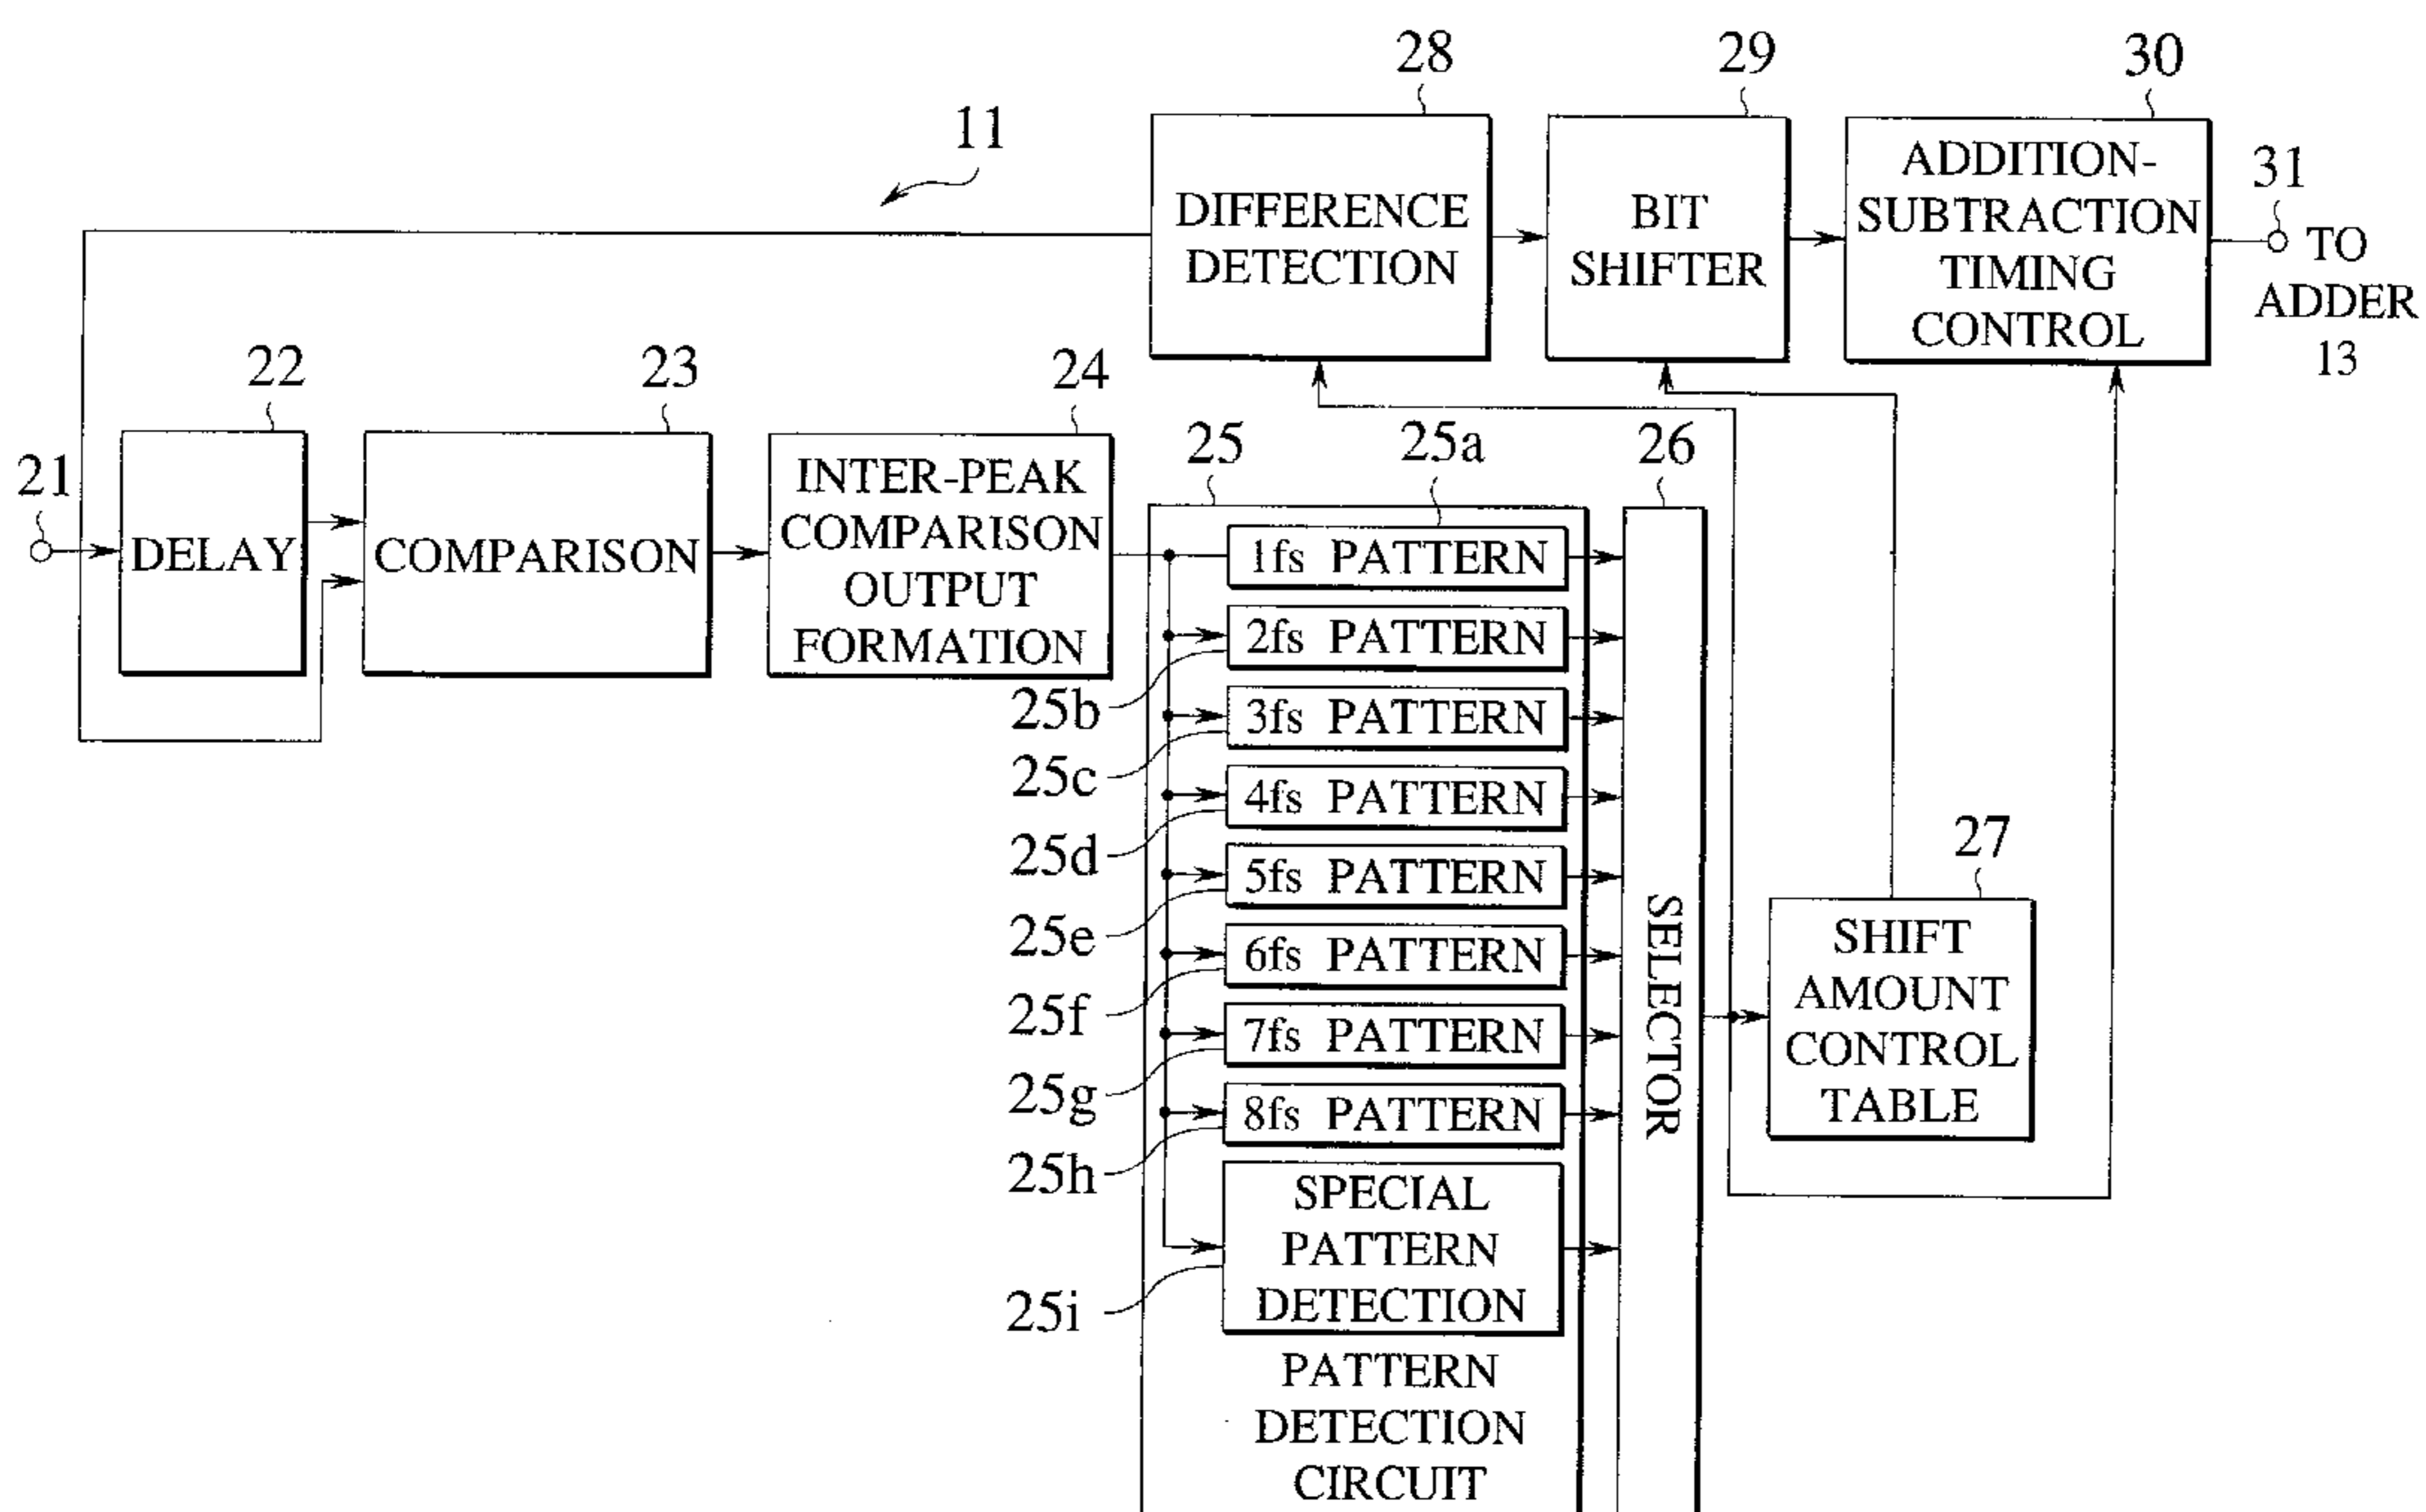 28
29
30
11
DIFFERENCE
DETECTION
BIT
SHIFTER
ADDITION-
SUBTRACTION
TIMING
CONTROL
31
TO
ADDER
13
21
22
DELAY
23
COMPARISON
24
INTER-PEAK
COMPARISON
OUTPUT
FORMATION
25
25a
26
1fs PATTERN
2fs PATTERN
25b
3fs PATTERN
25c
4fs PATTERN
25d
5fs PATTERN
25e
6fs PATTERN
25f
7fs PATTERN
25g
8fs PATTERN
25h
SPECIAL
PATTERN
DETECTION
25i
PATTERN
DETECTION
CIRCUIT
SELECTOR
27
SHIFT
AMOUNT
CONTROL
TABLE